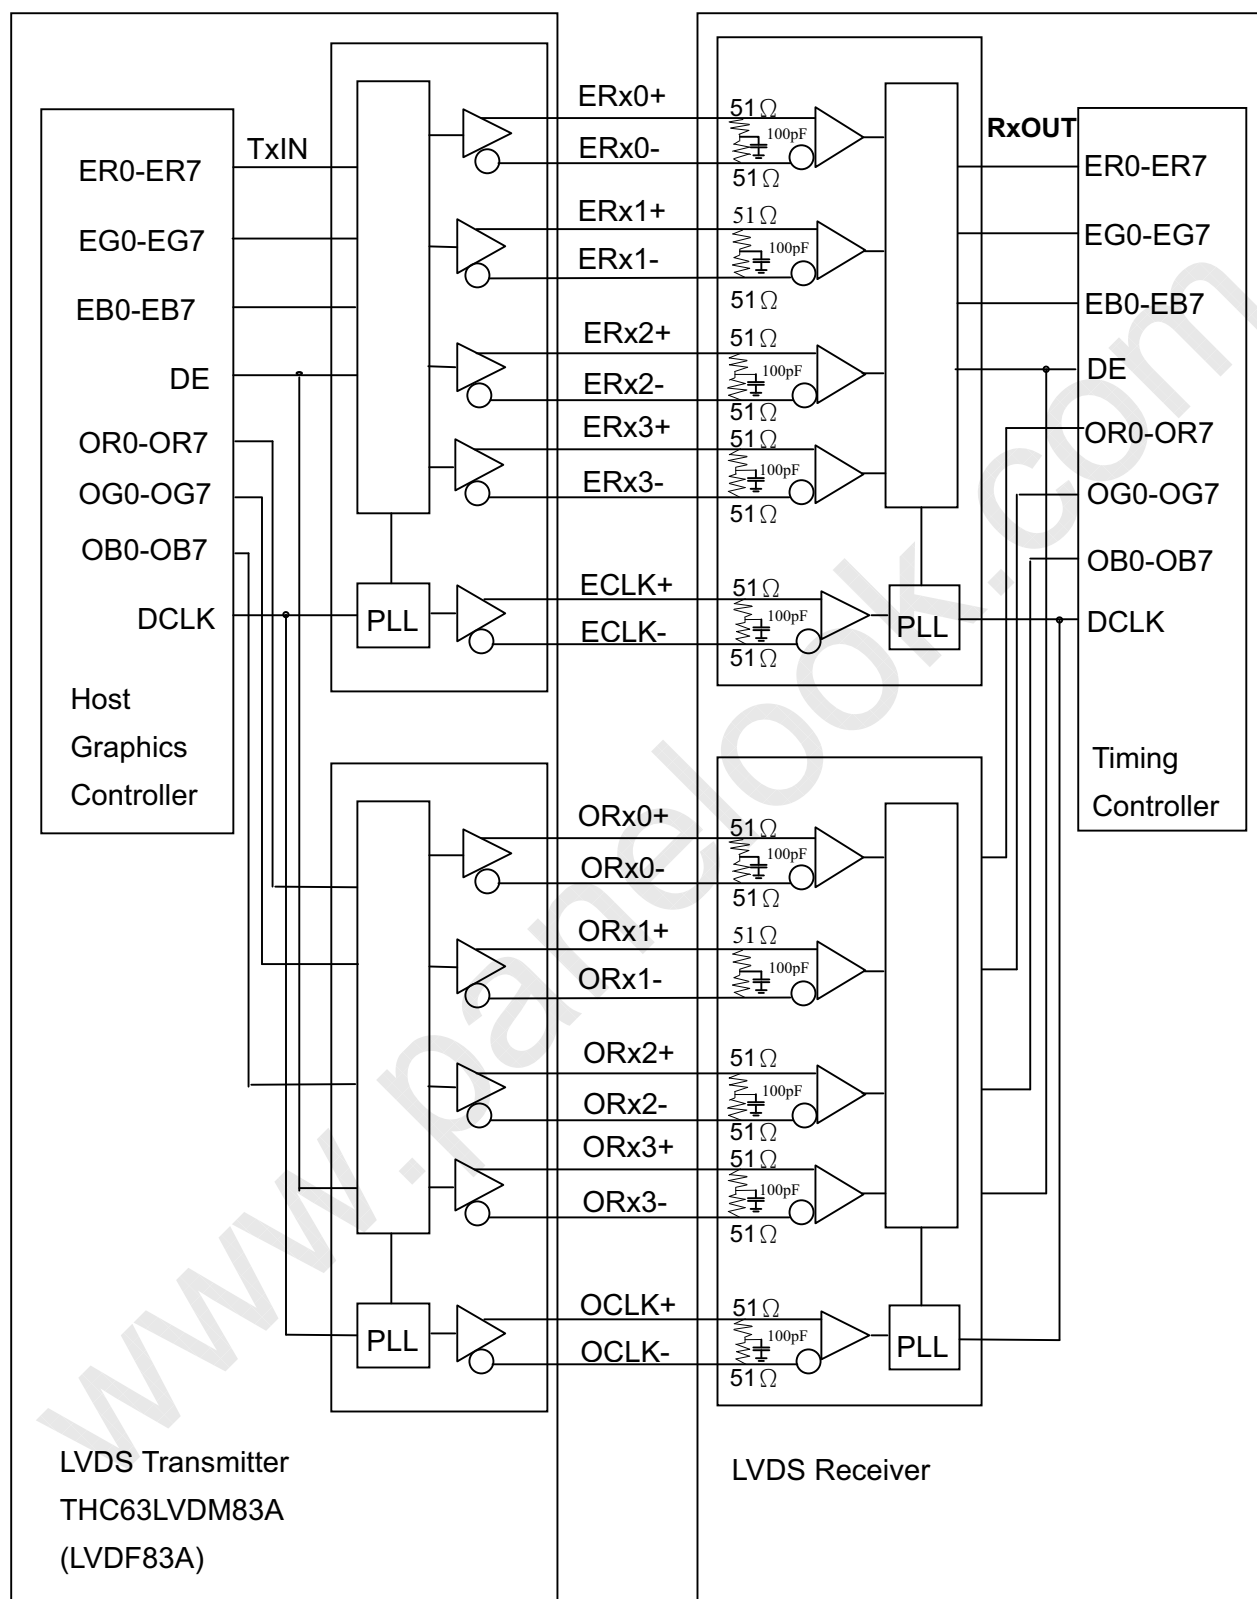 ERx0+
51Ω
100pF
RxOUT
TxIN
ERx0-
51Ω
ER0-ER7
ER0-ER7
ERx1+
51Ω
EG0-EG7
100pF
EG0-EG7
ERx1-
51Ω
EB0-EB7
EB0-EB7
ERx2+
51Ω
DE
100pF
DE
ERx2-
51Ω
ERx3+
51Ω
OR0-OR7
OR0-OR7
100pF
ERx3-
OG0-OG7
OG0-OG7
51Ω
OB0-OB7
OB0-OB7
ECLK+
51Ω
DCLK
PLL
100pF
PLL
DCLK
ECLK-
51Ω
Host
Graphics
Controller
Timing
Controller
ORx0+
51Ω
100pF
ORx0-
51Ω
ORx1+
51Ω
100pF
ORx1-
ORx2+
51Ω
100pF
ORx2-
51Ω
ORx3+
51Ω
100pF
ORx3-
51Ω
OCLK+
51Ω
PLL
100pF
PLL
OCLK-
51Ω
LVDS Transmitter
THC63LVDM83A
(LVDF83A)
LVDS Receiver
www.panelook.com